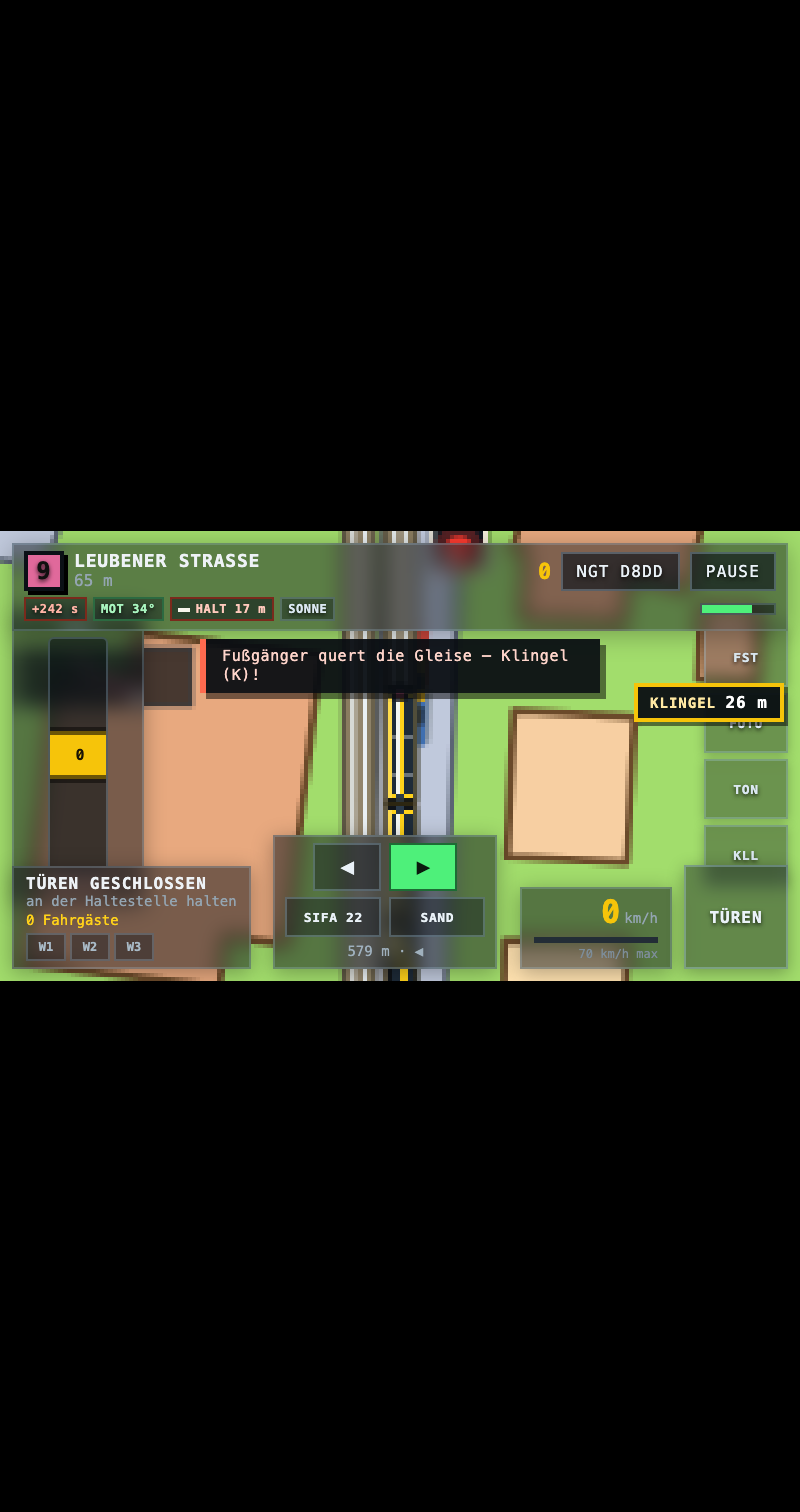 9 LEUBENER STRASSE
65 m
0 NGT D8DD PAUSE
+242 s MOT 34° HALT 17 m SONNE
Fußgänger quert die Gleise – Klingel
(K)!
FST
KLINGEL 26 m
0
TON
KLL
◀ ▶
SIFA 22 SAND
579 m · ◀
TÜREN GESCHLOSSEN
an der Haltestelle halten
0 Fahrgäste
W1 W2 W3
0 km/h
70 km/h max
TÜREN